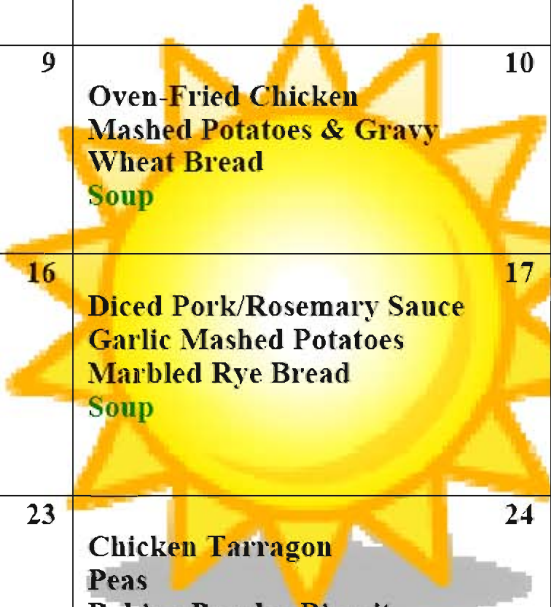 9
10
Oven-Fried Chicken
Mashed Potatoes & Gravy
Wheat Bread
Soup
16
17
Diced Pork/Rosemary Sauce
Garlic Mashed Potatoes
Marbled Rye Bread
Soup
23
24
Chicken Tarragon
Peas